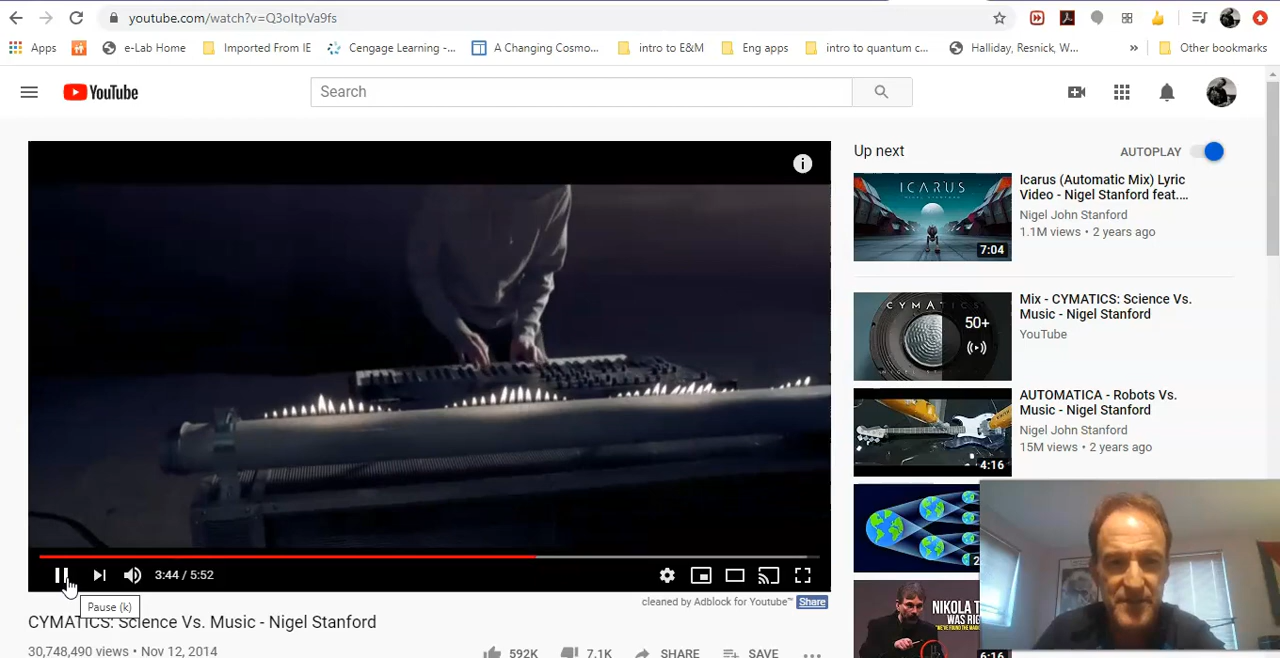 youtube.com/watch?v=Q3oItpVa9fs
Apps
e-Lab Home
Imported From IE
Cengage Learning -...
A Changing Cosmo...
intro to E&M
Eng apps
intro to quantum c...
Halliday, Resnick, W...
»
Other bookmarks
YouTube
Search
Up next
AUTOPLAY
ICARUS
7:04
Icarus (Automatic Mix) Lyric
Video - Nigel Stanford feat....
Nigel John Stanford
1.1M views • 2 years ago
CYMATICS
50+
Mix - CYMATICS: Science Vs.
Music - Nigel Stanford
YouTube
4:16
AUTOMATICA - Robots Vs.
Music - Nigel Stanford
Nigel John Stanford
15M views • 2 years ago
3:44 / 5:52
Pause (k)
cleaned by Adblock for Youtube™ Share
CYMATICS: Science Vs. Music - Nigel Stanford
30,748,490 views • Nov 12, 2014
592K
7.1K
SHARE
SAVE
NIKOLA T
WAS RIG
6:16